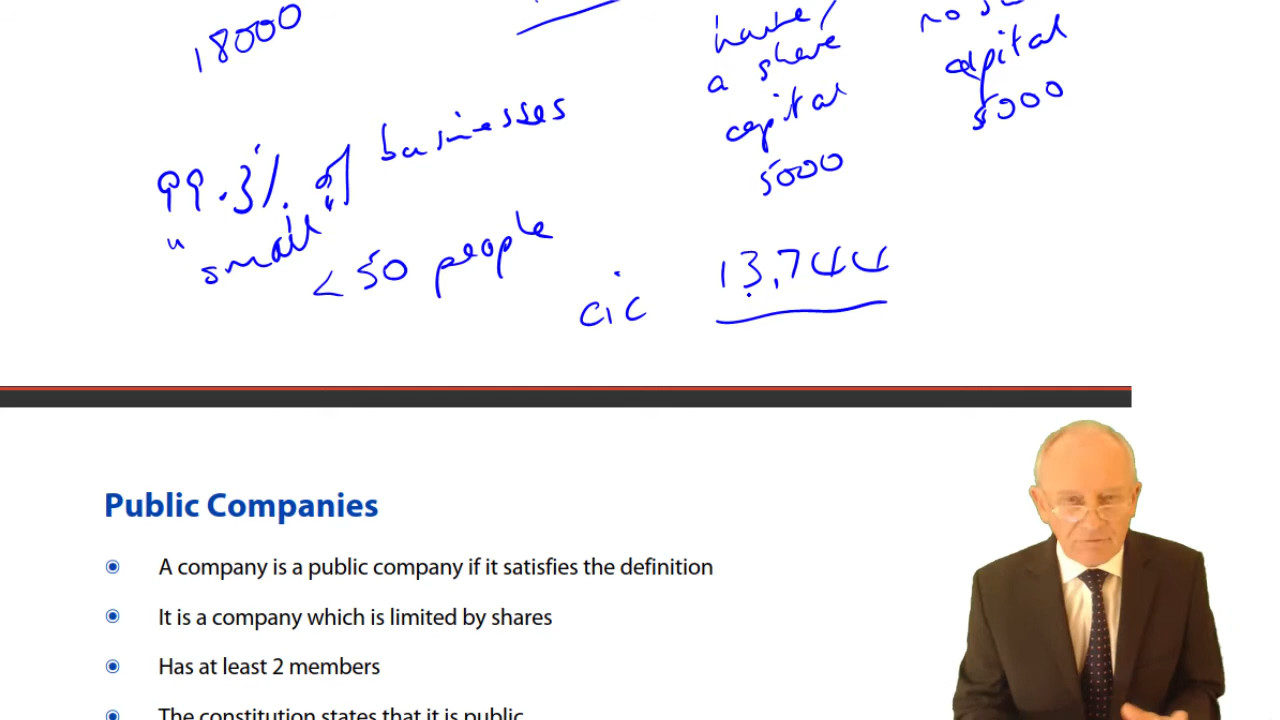 18000
have/
a share
capital
5000
no
capital
5000
99.3% of businesses
"small"
< 50 people
cic 13,744
Public Companies
A company is a public company if it satisfies the definition
It is a company which is limited by shares
Has at least 2 members
The constitution states that it is public